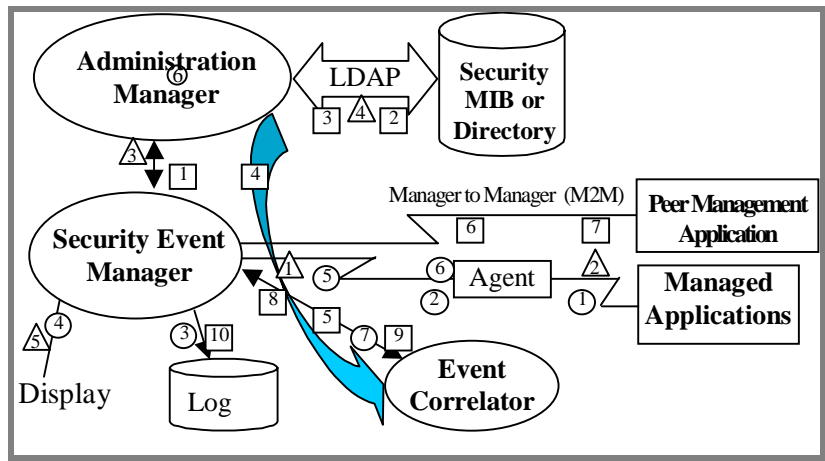 Administration
6
Manager
LDAP
3
4
2
Security
MIB or
Directory
3
1
4
Manager to Manager (M2M)
6
7
Peer Management
Application
Security Event
Manager
1
5
6
2
Agent
2
1
Managed
Applications
8
5
7
9
4
5
3
10
Display
Log
Event
Correlator